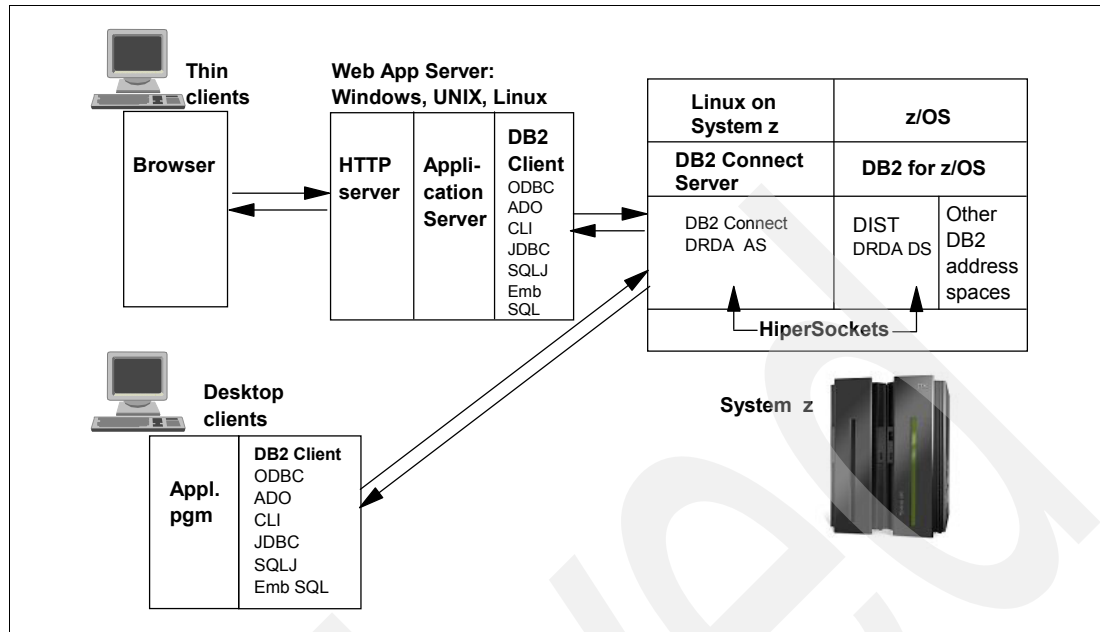 Thin
clients
Browser
Web App Server:
Windows, UNIX, Linux
HTTP
server
Appli-
cation
Server
DB2
Client
ODBC
ADO
CLI
JDBC
SQLJ
Emb
SQL
Linux on
System z
z/OS
DB2 Connect
Server
DB2 for z/OS
DB2 Connect
DRDA AS
DIST
DRDA DS
Other
DB2
address
spaces
HiperSockets
System z
Desktop
clients
Appl.
pgm
DB2 Client
ODBC
ADO
CLI
JDBC
SQLJ
Emb SQL